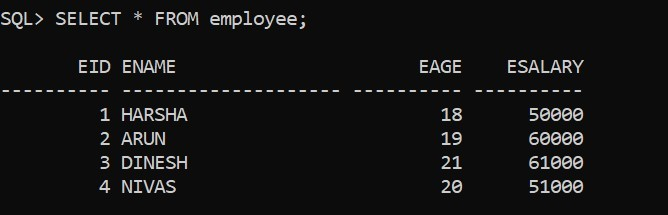 SQL> SELECT * FROM employee;
       EID ENAME                      EAGE    ESALARY
---------- -------------------- ---------- ----------
         1 HARSHA                       18      50000
         2 ARUN                         19      60000
         3 DINESH                       21      61000
         4 NIVAS                        20      51000